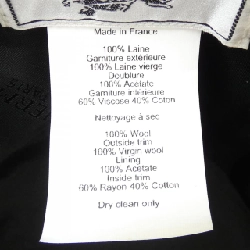 Made in France
100% Laine
Garniture extérieure
100% Laine vierge
Doublure
100% Acetate
Garniture intérieure
60% Viscose 40% Coton
Nettoyage à sec
100% Wool
Outside trim
100% Virgin wool
Lining
100% Acetate
Inside trim
60% Rayon 40% Cotton
Dry clean only